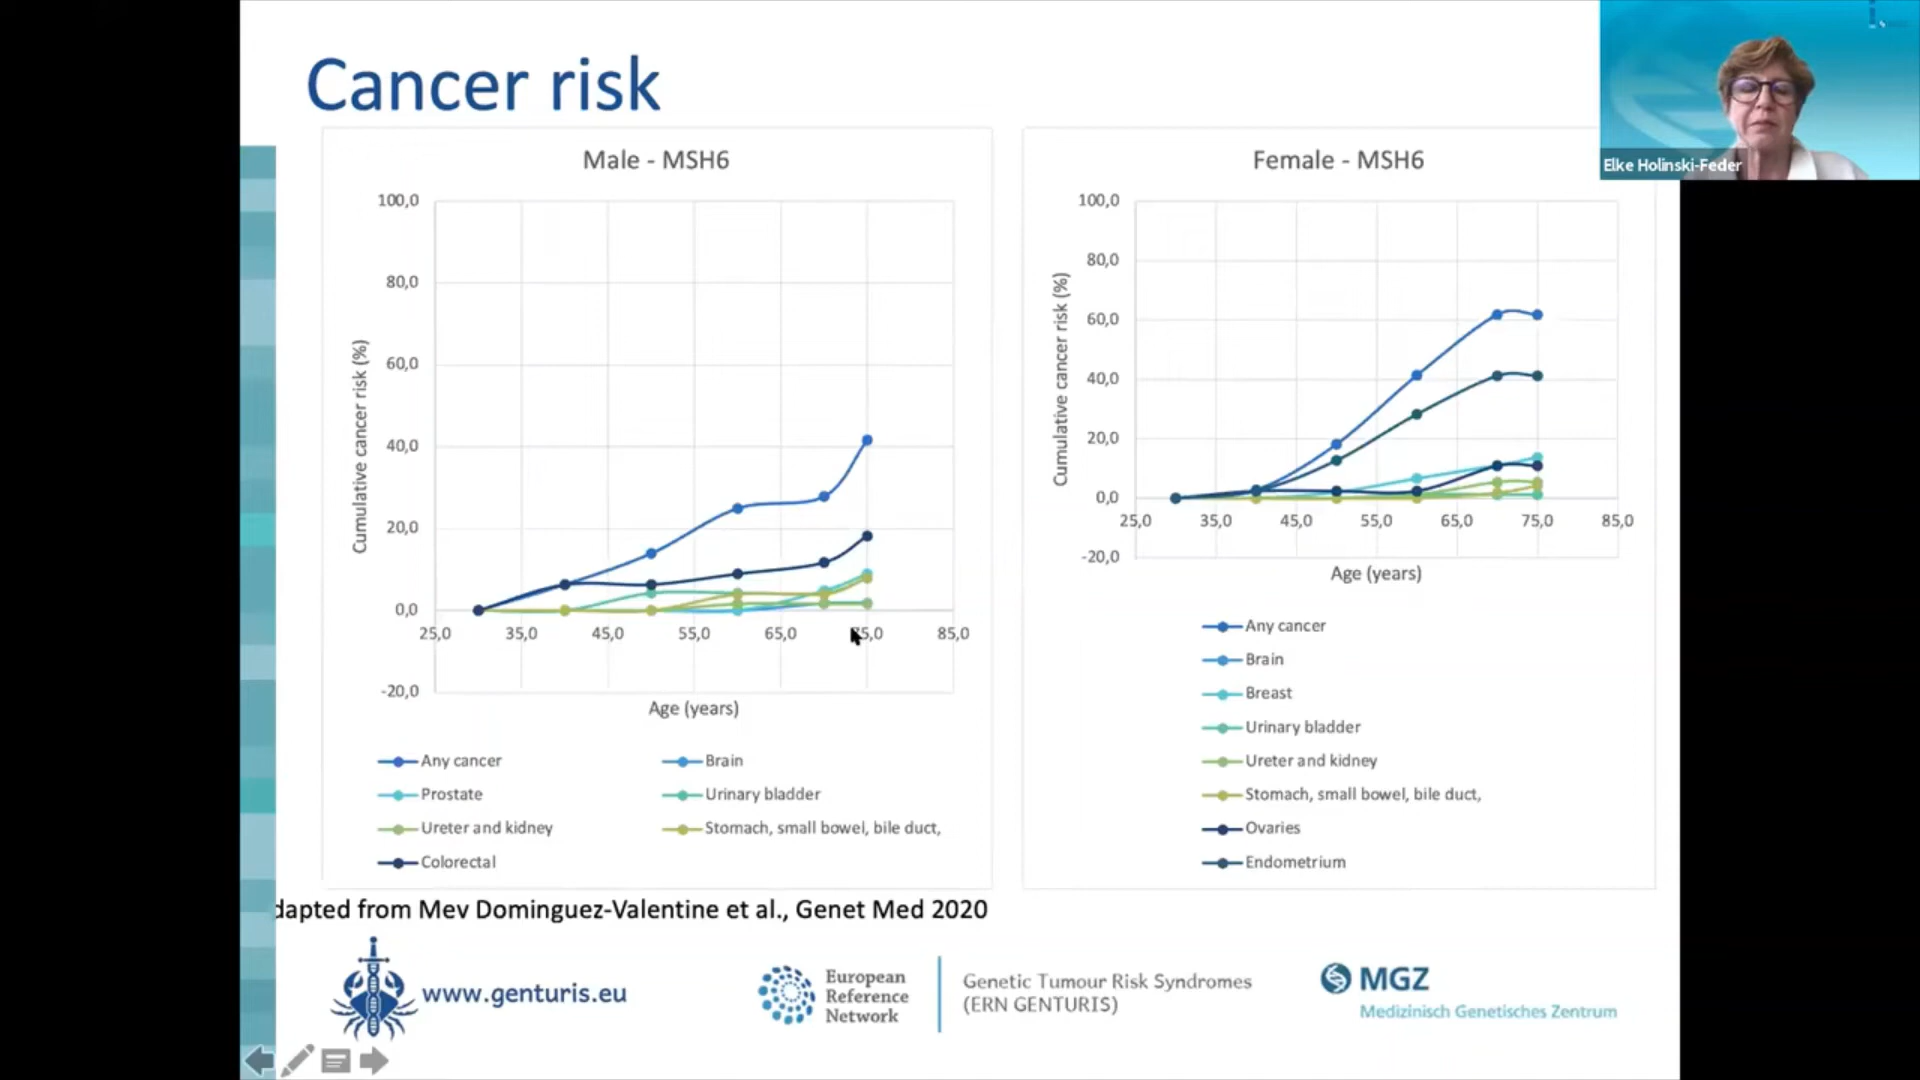 Cancer risk
Male - MSH6
100,0
80,0
60,0
40,0
20,0
0,0
-20,0
Cumulative cancer risk (%)
25,0 35,0 45,0 55,0 65,0 75,0 85,0
Age (years)
Any cancer
Brain
Prostate
Urinary bladder
Ureter and kidney
Stomach, small bowel, bile duct,
Colorectal
Female - MSH6
100,0
80,0
60,0
40,0
20,0
0,0
-20,0
Cumulative cancer risk (%)
25,0 35,0 45,0 55,0 65,0 75,0 85,0
Age (years)
Any cancer
Brain
Breast
Urinary bladder
Ureter and kidney
Stomach, small bowel, bile duct,
Ovaries
Endometrium
Elke Holinski-Feder
dapted from Mev Dominguez-Valentine et al., Genet Med 2020
www.genturis.eu
European
Reference
Network
Genetic Tumour Risk Syndromes
(ERN GENTURIS)
MGZ
Medizinisch Genetisches Zentrum